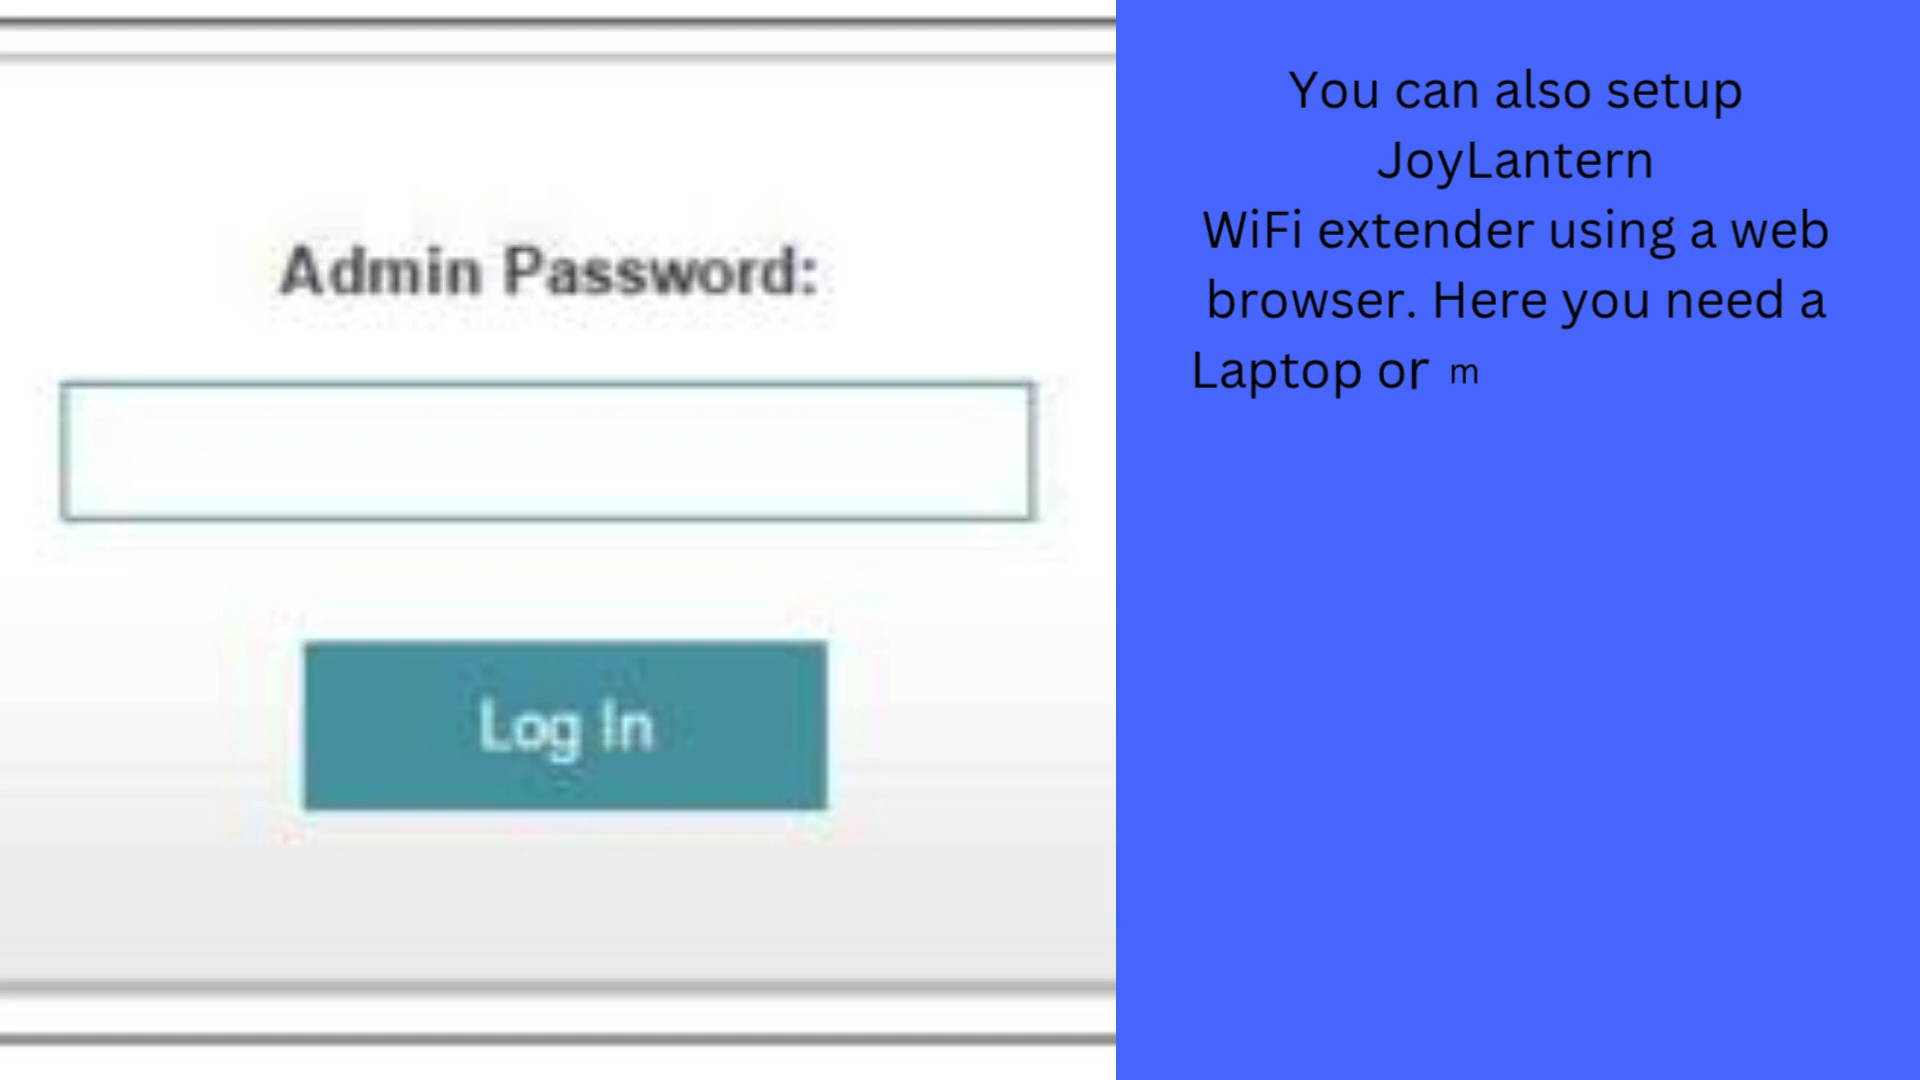 Admin Password:
Log In
You can also setup
JoyLantern
WiFi extender using a web
browser. Here you need a
Laptop or m